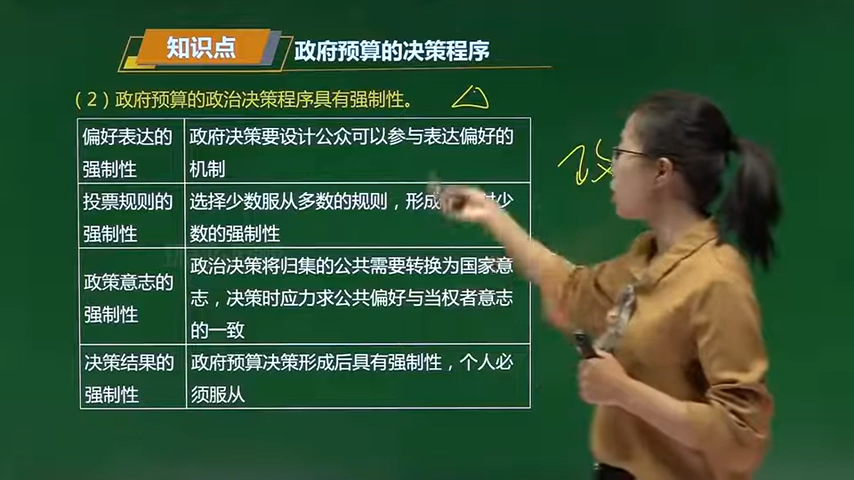 知识点 政府预算的决策程序
（2）政府预算的政治决策程序具有强制性。
偏好表达的
强制性
政府决策要设计公众可以参与表达偏好的
机制
投票规则的
强制性
选择少数服从多数的规则，形成 少
数的强制性
政策意志的
强制性
政治决策将归集的公共需要转换为国家意
志，决策时应力求公共偏好与当权者意志
的一致
决策结果的
强制性
政府预算决策形成后具有强制性，个人必
须服从